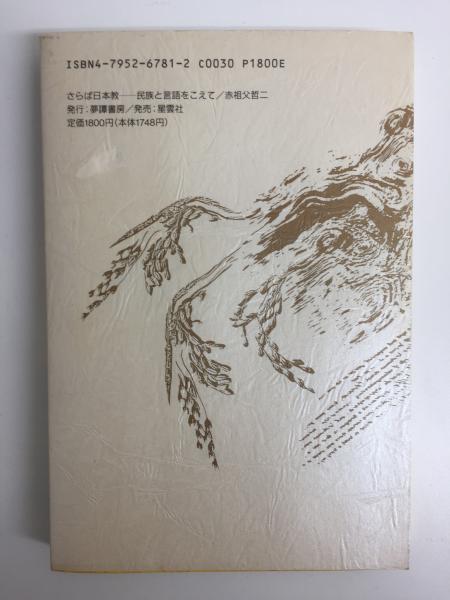 ISBN4-7952-6781-2 C0030 P1800E
さらば日本教――民族と言語をこえて／赤祖父哲二
発行：夢譚書房／発売：星雲社
定価1800円（本体1748円）